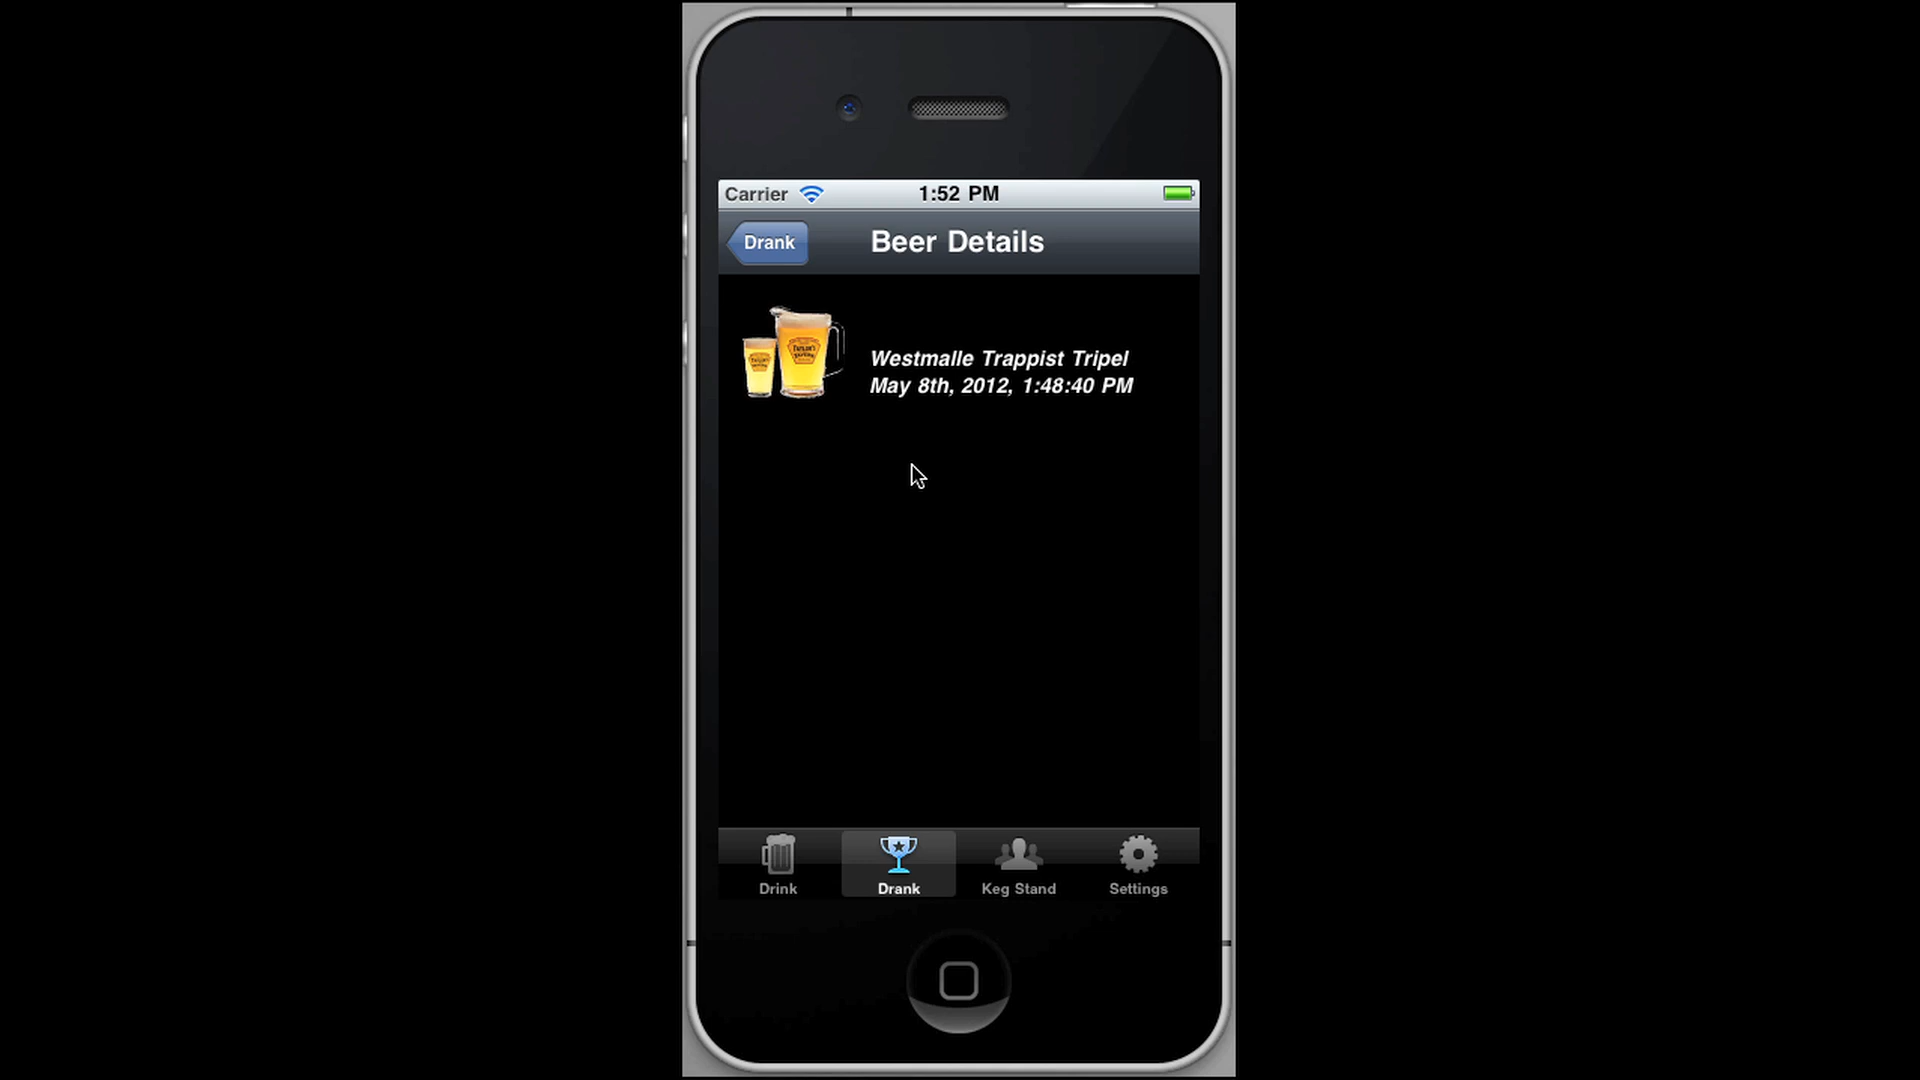 Carrier 1:52 PM
Drank Beer Details
Westmalle Trappist Tripel
May 8th, 2012, 1:48:40 PM
Drink Drank Keg Stand Settings